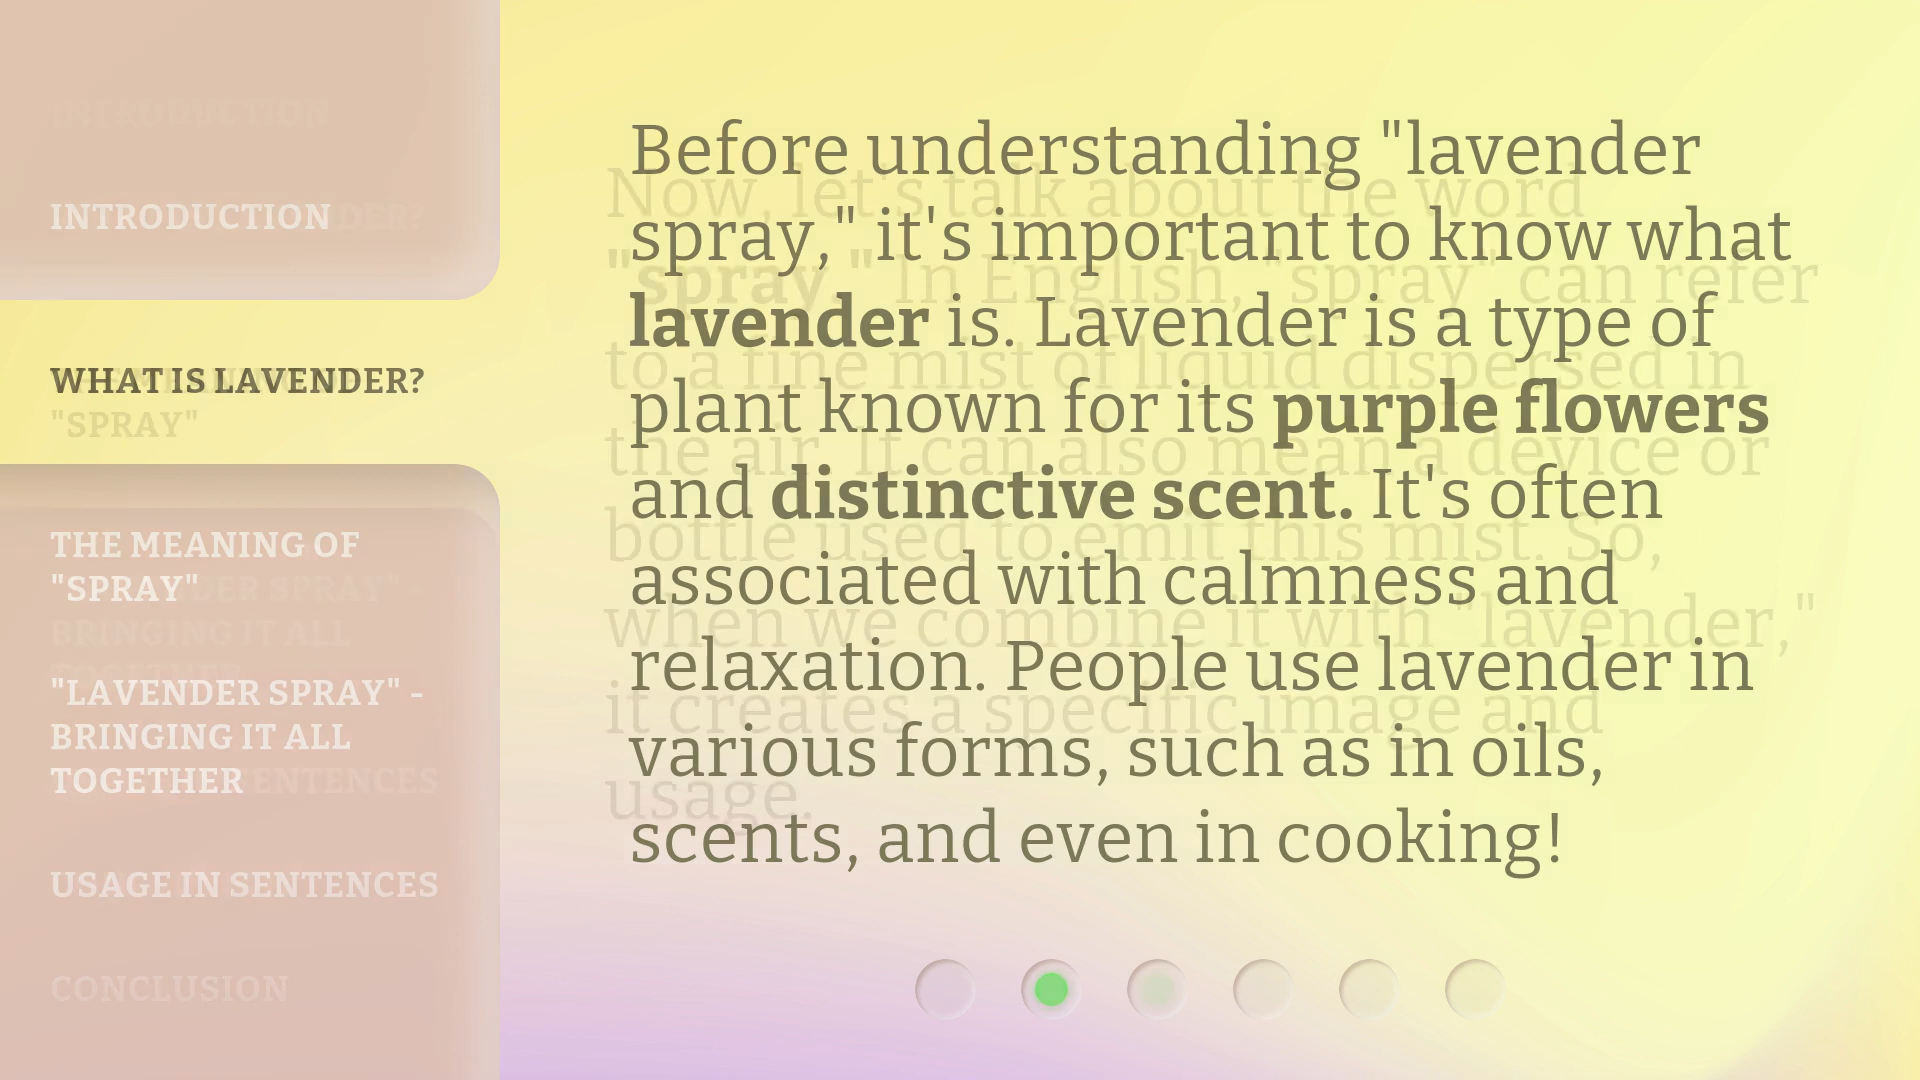 INTRODUCTION
INTRODUCTION
WHAT IS LAVENDER?
"SPRAY"
THE MEANING OF
"SPRAY"
BRINGING IT ALL
TOGETHER
"LAVENDER SPRAY" -
BRINGING IT ALL
TOGETHER
USAGE IN SENTENCES
CONCLUSION
Before understanding "lavender
spray," it's important to know what
lavender is. Lavender is a type of
plant known for its purple flowers
and distinctive scent. It's often
associated with calmness and
relaxation. People use lavender in
various forms, such as in oils,
scents, and even in cooking!
Now, let's talk about the word
"spray." In English, "spray" can refer
to a fine mist of liquid dispersed in
the air. It can also mean a device or
bottle used to emit this mist. So,
when we combine it with "lavender,"
it creates a specific image and
usage.